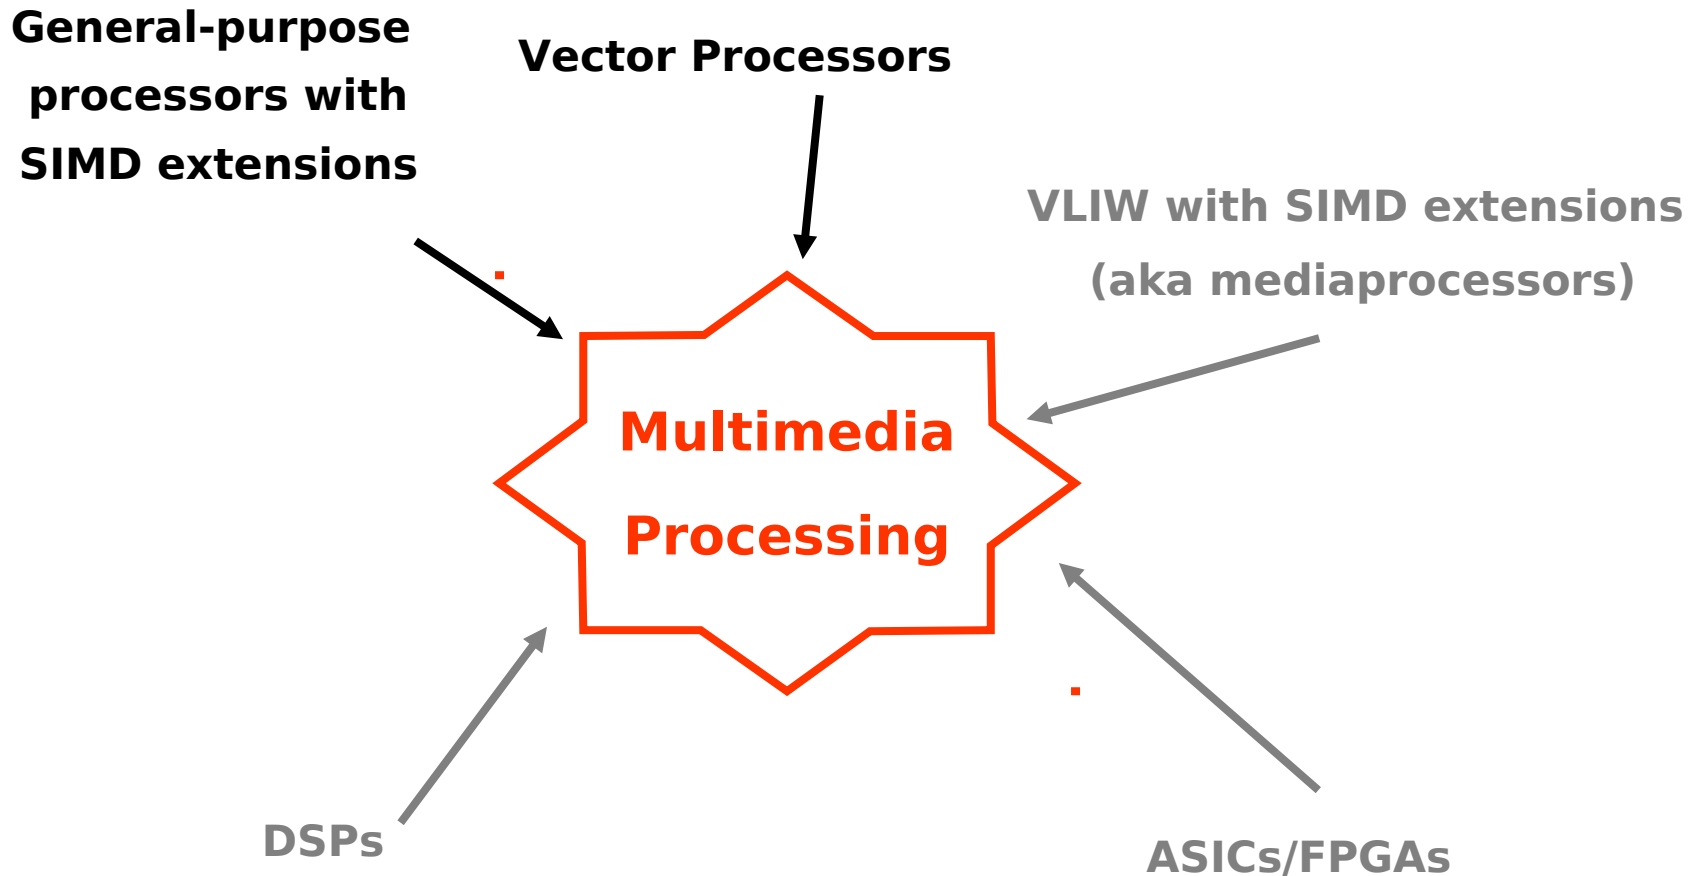 General-purpose
processors with
SIMD extensions
Vector Processors
VLIW with SIMD extensions
(aka mediaprocessors)
Multimedia
Processing
DSPs
ASICs/FPGAs